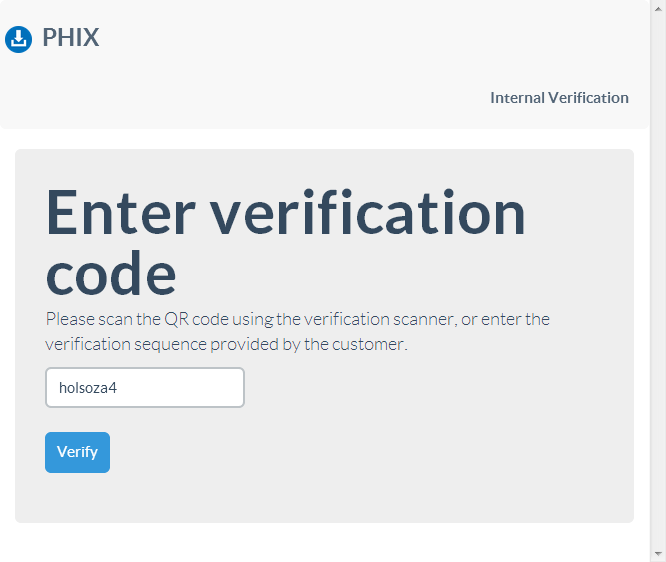 PHIX
Internal Verification
Enter verification
code
Please scan the QR code using the verification scanner, or enter the
verification sequence provided by the customer.
holsoza4
Verify